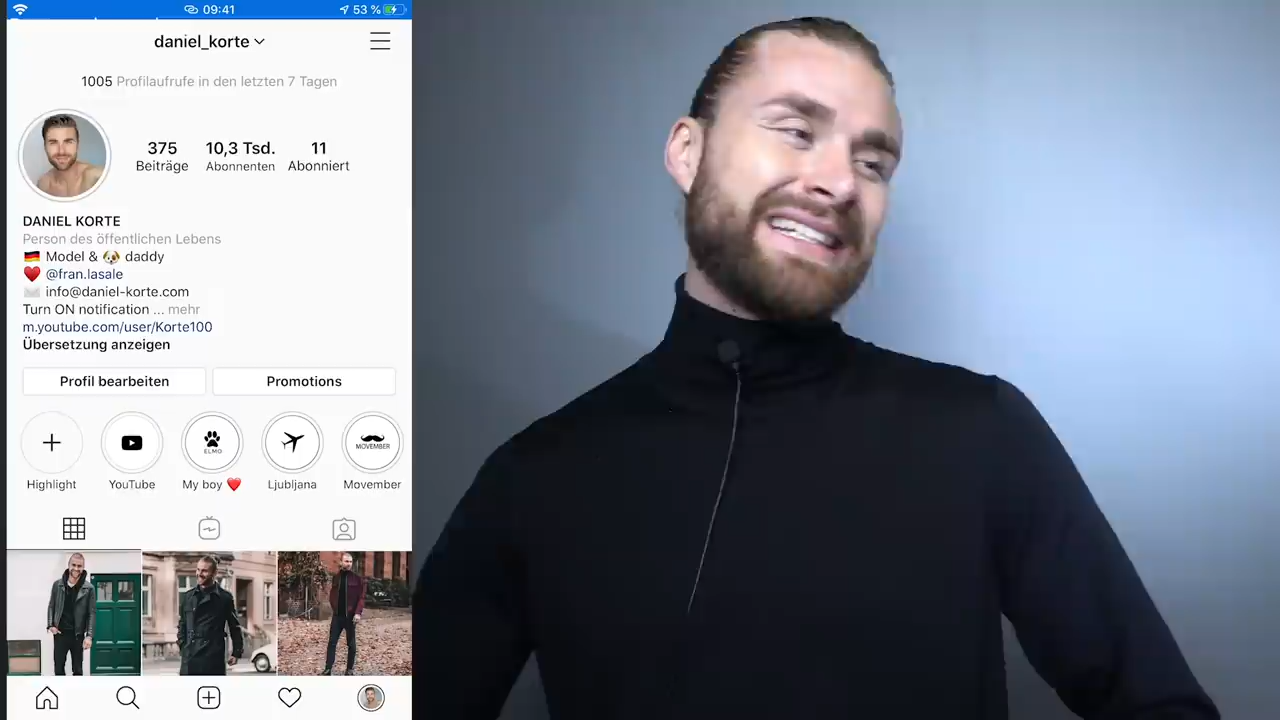 09:41
53 %
daniel_korte
1005 Profilaufrufe in den letzten 7 Tagen
375 10,3 Tsd. 11
Beiträge Abonnenten Abonniert
DANIEL KORTE
Person des öffentlichen Lebens
🇩🇪 Model & 🐶 daddy
❤️ @fran.lasale
✉️ info@daniel-korte.com
Turn ON notification ... mehr
m.youtube.com/user/Korte100
Übersetzung anzeigen
Profil bearbeiten Promotions
ELMO
MOVEMBER
Highlight YouTube My boy ❤️ Ljubljana Movember